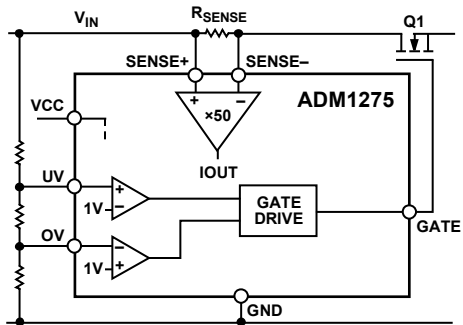 VIN
RSENSE
Q1
SENSE+
SENSE–
ADM1275
VCC
+
–
×50
IOUT
UV
+
1V
–
GATE
DRIVE
GATE
OV
–
1V
+
GND